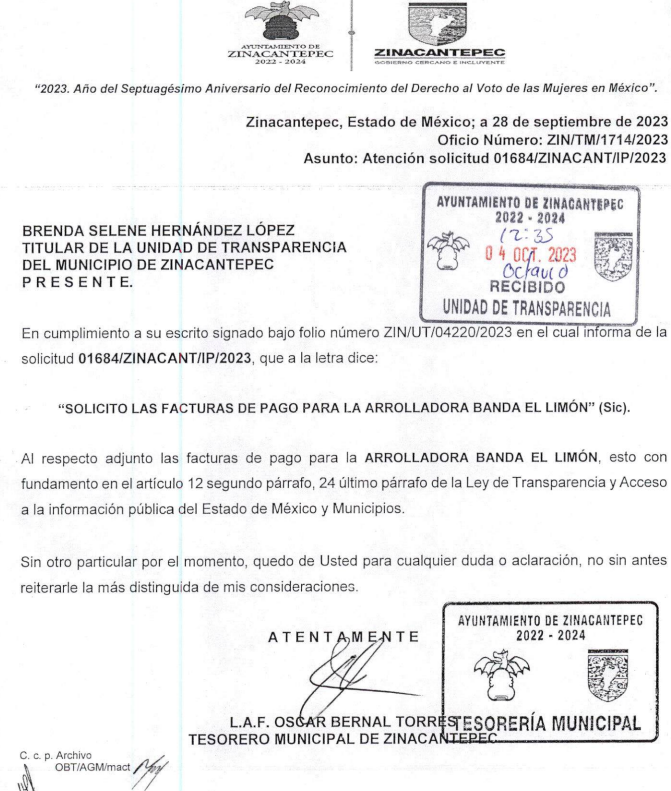 AYUNTAMIENTO DE
ZINACANTEPEC
2022 - 2024
ZINACANTEPEC
GOBIERNO CERCANO E INCLUYENTE
“2023. Año del Septuagésimo Aniversario del Reconocimiento del Derecho al Voto de las Mujeres en México”.
Zinacantepec, Estado de México; a 28 de septiembre de 2023
Oficio Número: ZIN/TM/1714/2023
Asunto: Atención solicitud 01684/ZINACANT/IP/2023
AYUNTAMIENTO DE ZINACANTEPEC
2022 - 2024
12:35
04 OCT. 2023
Octavio
RECIBIDO
UNIDAD DE TRANSPARENCIA
BRENDA SELENE HERNÁNDEZ LÓPEZ
TITULAR DE LA UNIDAD DE TRANSPARENCIA
DEL MUNICIPIO DE ZINACANTEPEC
P R E S E N T E.
En cumplimiento a su escrito signado bajo folio número ZIN/UT/04220/2023 en el cual informa de la
solicitud 01684/ZINACANT/IP/2023, que a la letra dice:
“SOLICITO LAS FACTURAS DE PAGO PARA LA ARROLLADORA BANDA EL LIMÓN” (Sic).
Al respecto adjunto las facturas de pago para la ARROLLADORA BANDA EL LIMÓN, esto con
fundamento en el artículo 12 segundo párrafo, 24 último párrafo de la Ley de Transparencia y Acceso
a la información pública del Estado de México y Municipios.
Sin otro particular por el momento, quedo de Usted para cualquier duda o aclaración, no sin antes
reiterarle la más distinguida de mis consideraciones.
A T E N T A M E N T E
AYUNTAMIENTO DE ZINACANTEPEC
2022 - 2024
TESORERÍA MUNICIPAL
L.A.F. OSCAR BERNAL TORRES
TESORERO MUNICIPAL DE ZINACANTEPEC
C. c. p. Archivo
OBT/AGM/mact